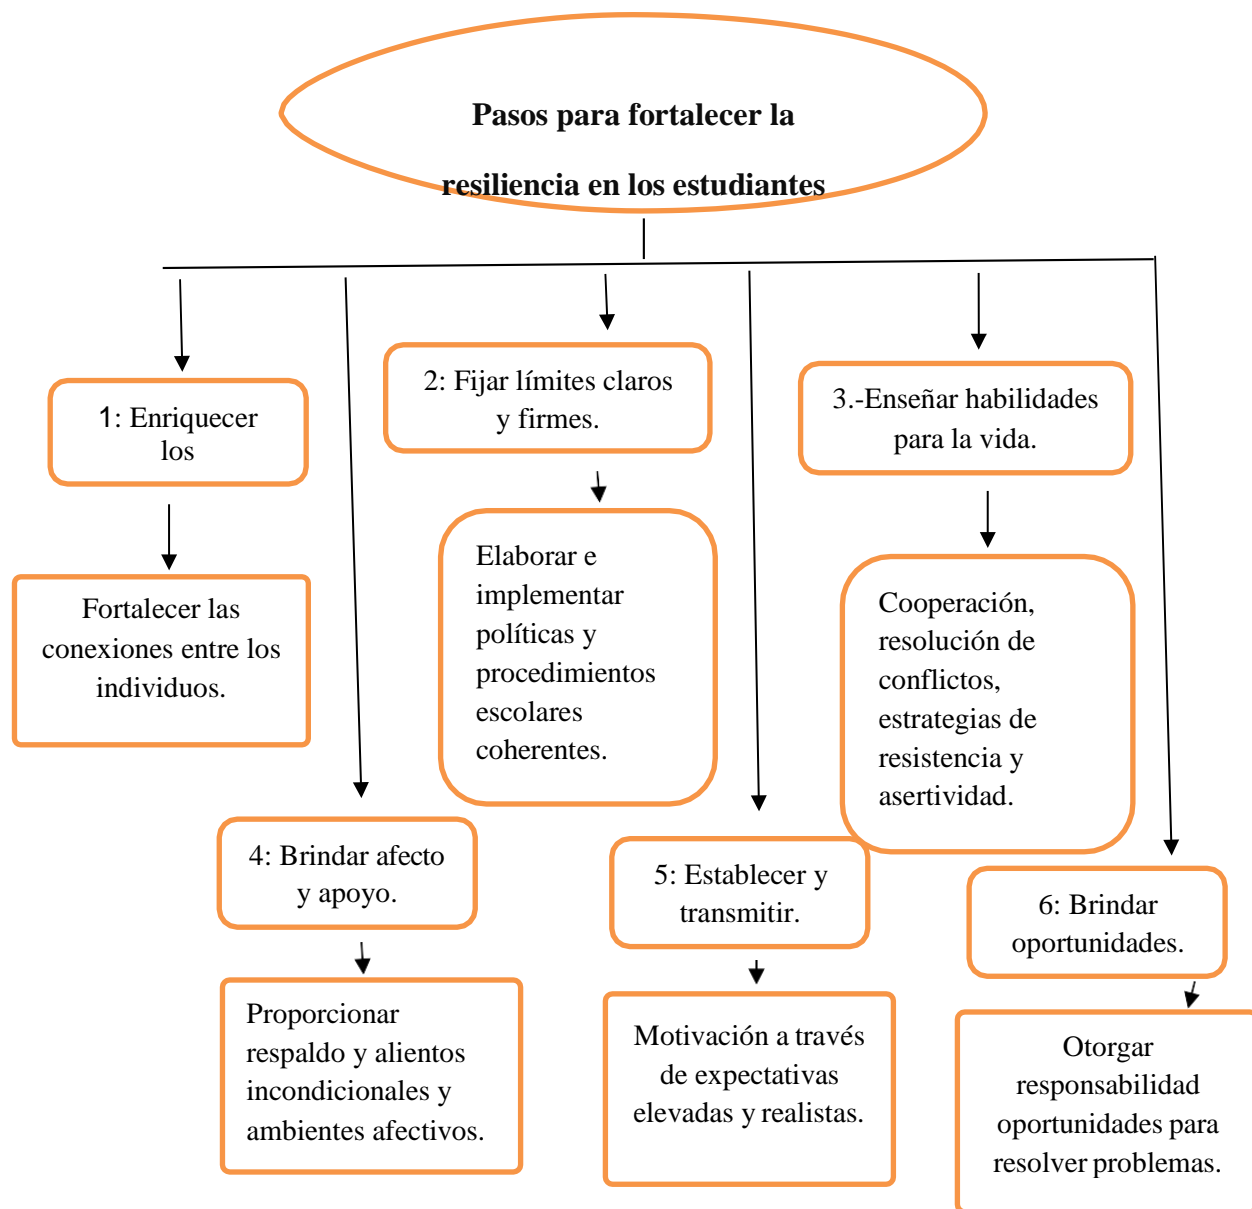 Pasos para fortalecer la
resiliencia en los estudiantes
1: Enriquecer
los
Fortalecer las
conexiones entre los
individuos.
2: Fijar límites claros
y firmes.
Elaborar e
implementar
políticas y
procedimientos
escolares
coherentes.
3.-Enseñar habilidades
para la vida.
Cooperación,
resolución de
conflictos,
estrategias de
resistencia y
asertividad.
4: Brindar afecto
y apoyo.
Proporcionar
respaldo y alientos
incondicionales y
ambientes afectivos.
5: Establecer y
transmitir.
Motivación a través
de expectativas
elevadas y realistas.
6: Brindar
oportunidades.
Otorgar
responsabilidad
oportunidades para
resolver problemas.